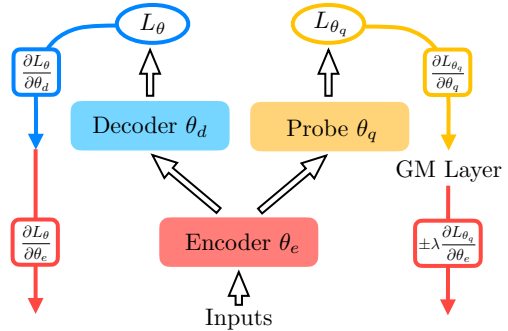 L_θ
L_{θ_q}
∂L_θ/∂θ_d
∂L_{θ_q}/∂θ_q
Decoder θ_d
Probe θ_q
GM Layer
∂L_θ/∂θ_e
Encoder θ_e
±λ ∂L_{θ_q}/∂θ_e
Inputs